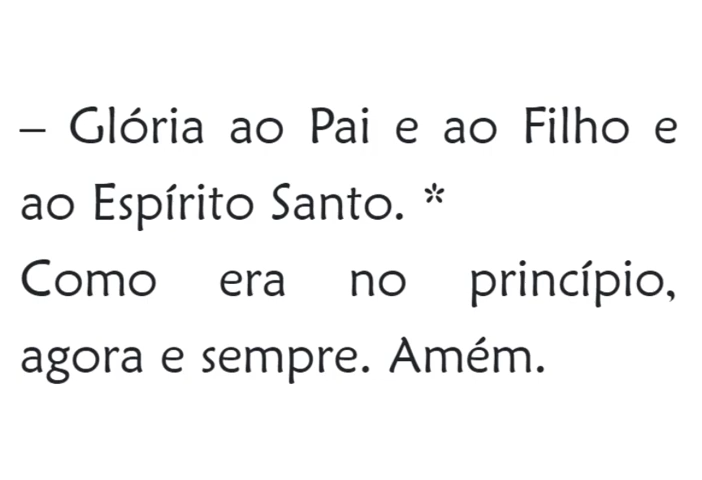 – Glória ao Pai e ao Filho e
ao Espírito Santo. *
Como era no princípio,
agora e sempre. Amém.